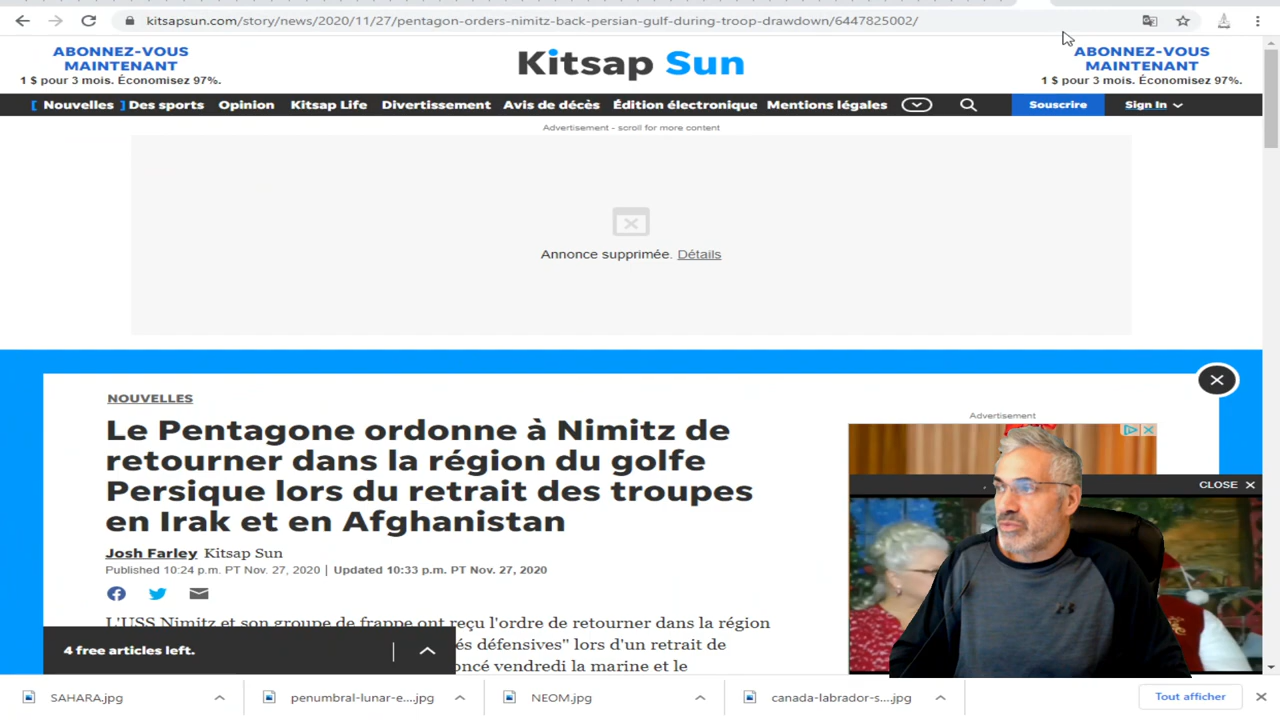 kitsapsun.com/story/news/2020/11/27/pentagon-orders-nimitz-back-persian-gulf-during-troop-drawdown/6447825002/
ABONNEZ-VOUS
MAINTENANT
1 $ pour 3 mois. Économisez 97%.
Kitsap Sun
ABONNEZ-VOUS
MAINTENANT
1 $ pour 3 mois. Économisez 97%.
[ Nouvelles ] Des sports Opinion Kitsap Life Divertissement Avis de décès Édition électronique Mentions légales Souscrire Sign In
Advertisement - scroll for more content
Annonce supprimée. Détails
NOUVELLES
Le Pentagone ordonne à Nimitz de
retourner dans la région du golfe
Persique lors du retrait des troupes
en Irak et en Afghanistan
Josh Farley Kitsap Sun
Published 10:24 p.m. PT Nov. 27, 2020 | Updated 10:33 p.m. PT Nov. 27, 2020
L'USS Nimitz et son groupe de frappe ont reçu l'ordre de retourner dans la région
és défensives" lors d'un retrait de
oncé vendredi la marine et le
4 free articles left.
Advertisement
CLOSE
SAHARA.jpg
penumbral-lunar-e....jpg
NEOM.jpg
canada-labrador-s....jpg
Tout afficher